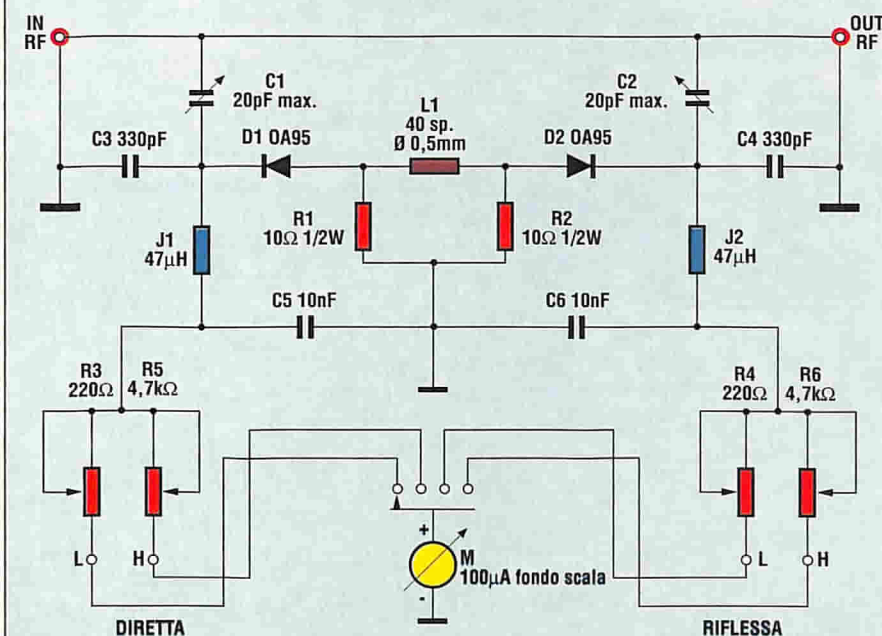 IN
RF
OUT
RF
C1
20pF max.
C2
20pF max.
L1
40 sp.
Ø 0,5mm
C3 330pF
D1 OA95
D2 OA95
C4 330pF
R1
10Ω 1/2W
R2
10Ω 1/2W
J1
47µH
J2
47µH
C5 10nF
C6 10nF
R3
220Ω
R5
4,7kΩ
R4
220Ω
R6
4,7kΩ
L
H
+
M
100µA fondo scala
-
L
H
DIRETTA
RIFLESSA